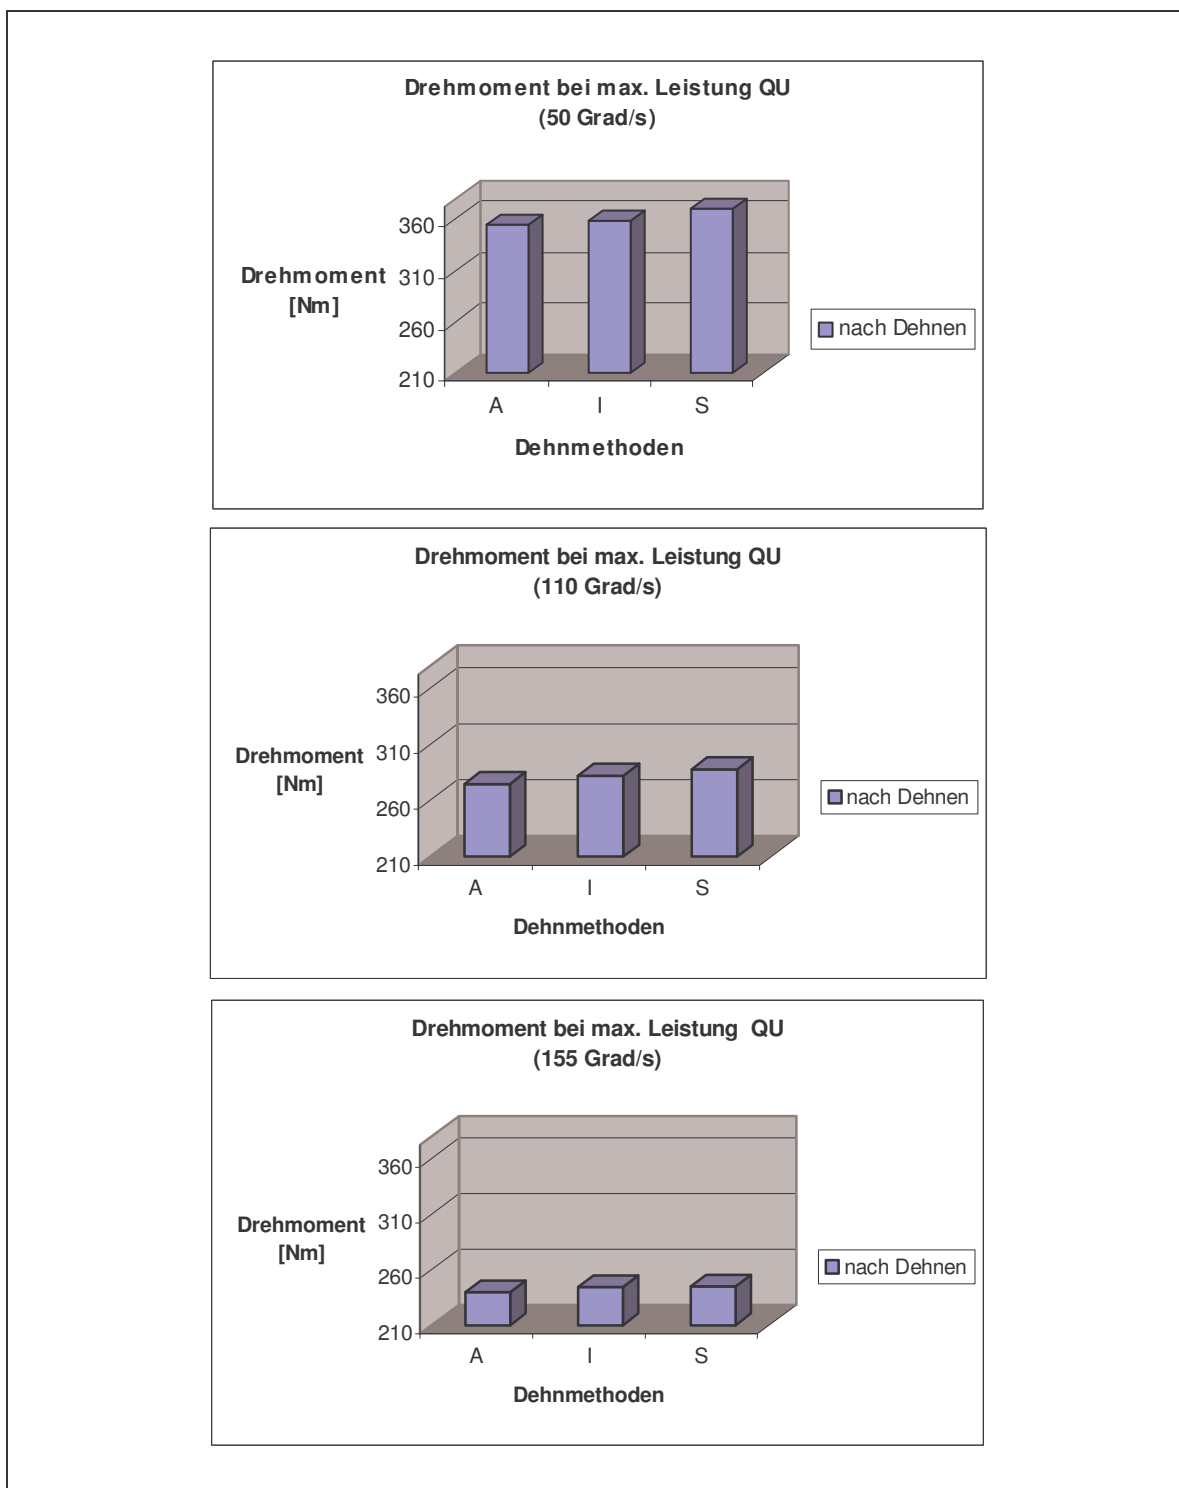 Drehmoment bei max. Leistung QU
(50 Grad/s)
360
310
260
210
Drehmoment
[Nm]
A I S
Dehnmethoden
nach Dehnen
Drehmoment bei max. Leistung QU
(110 Grad/s)
360
310
260
210
Drehmoment
[Nm]
A I S
Dehnmethoden
nach Dehnen
Drehmoment bei max. Leistung QU
(155 Grad/s)
360
310
260
210
Drehmoment
[Nm]
A I S
Dehnmethoden
nach Dehnen